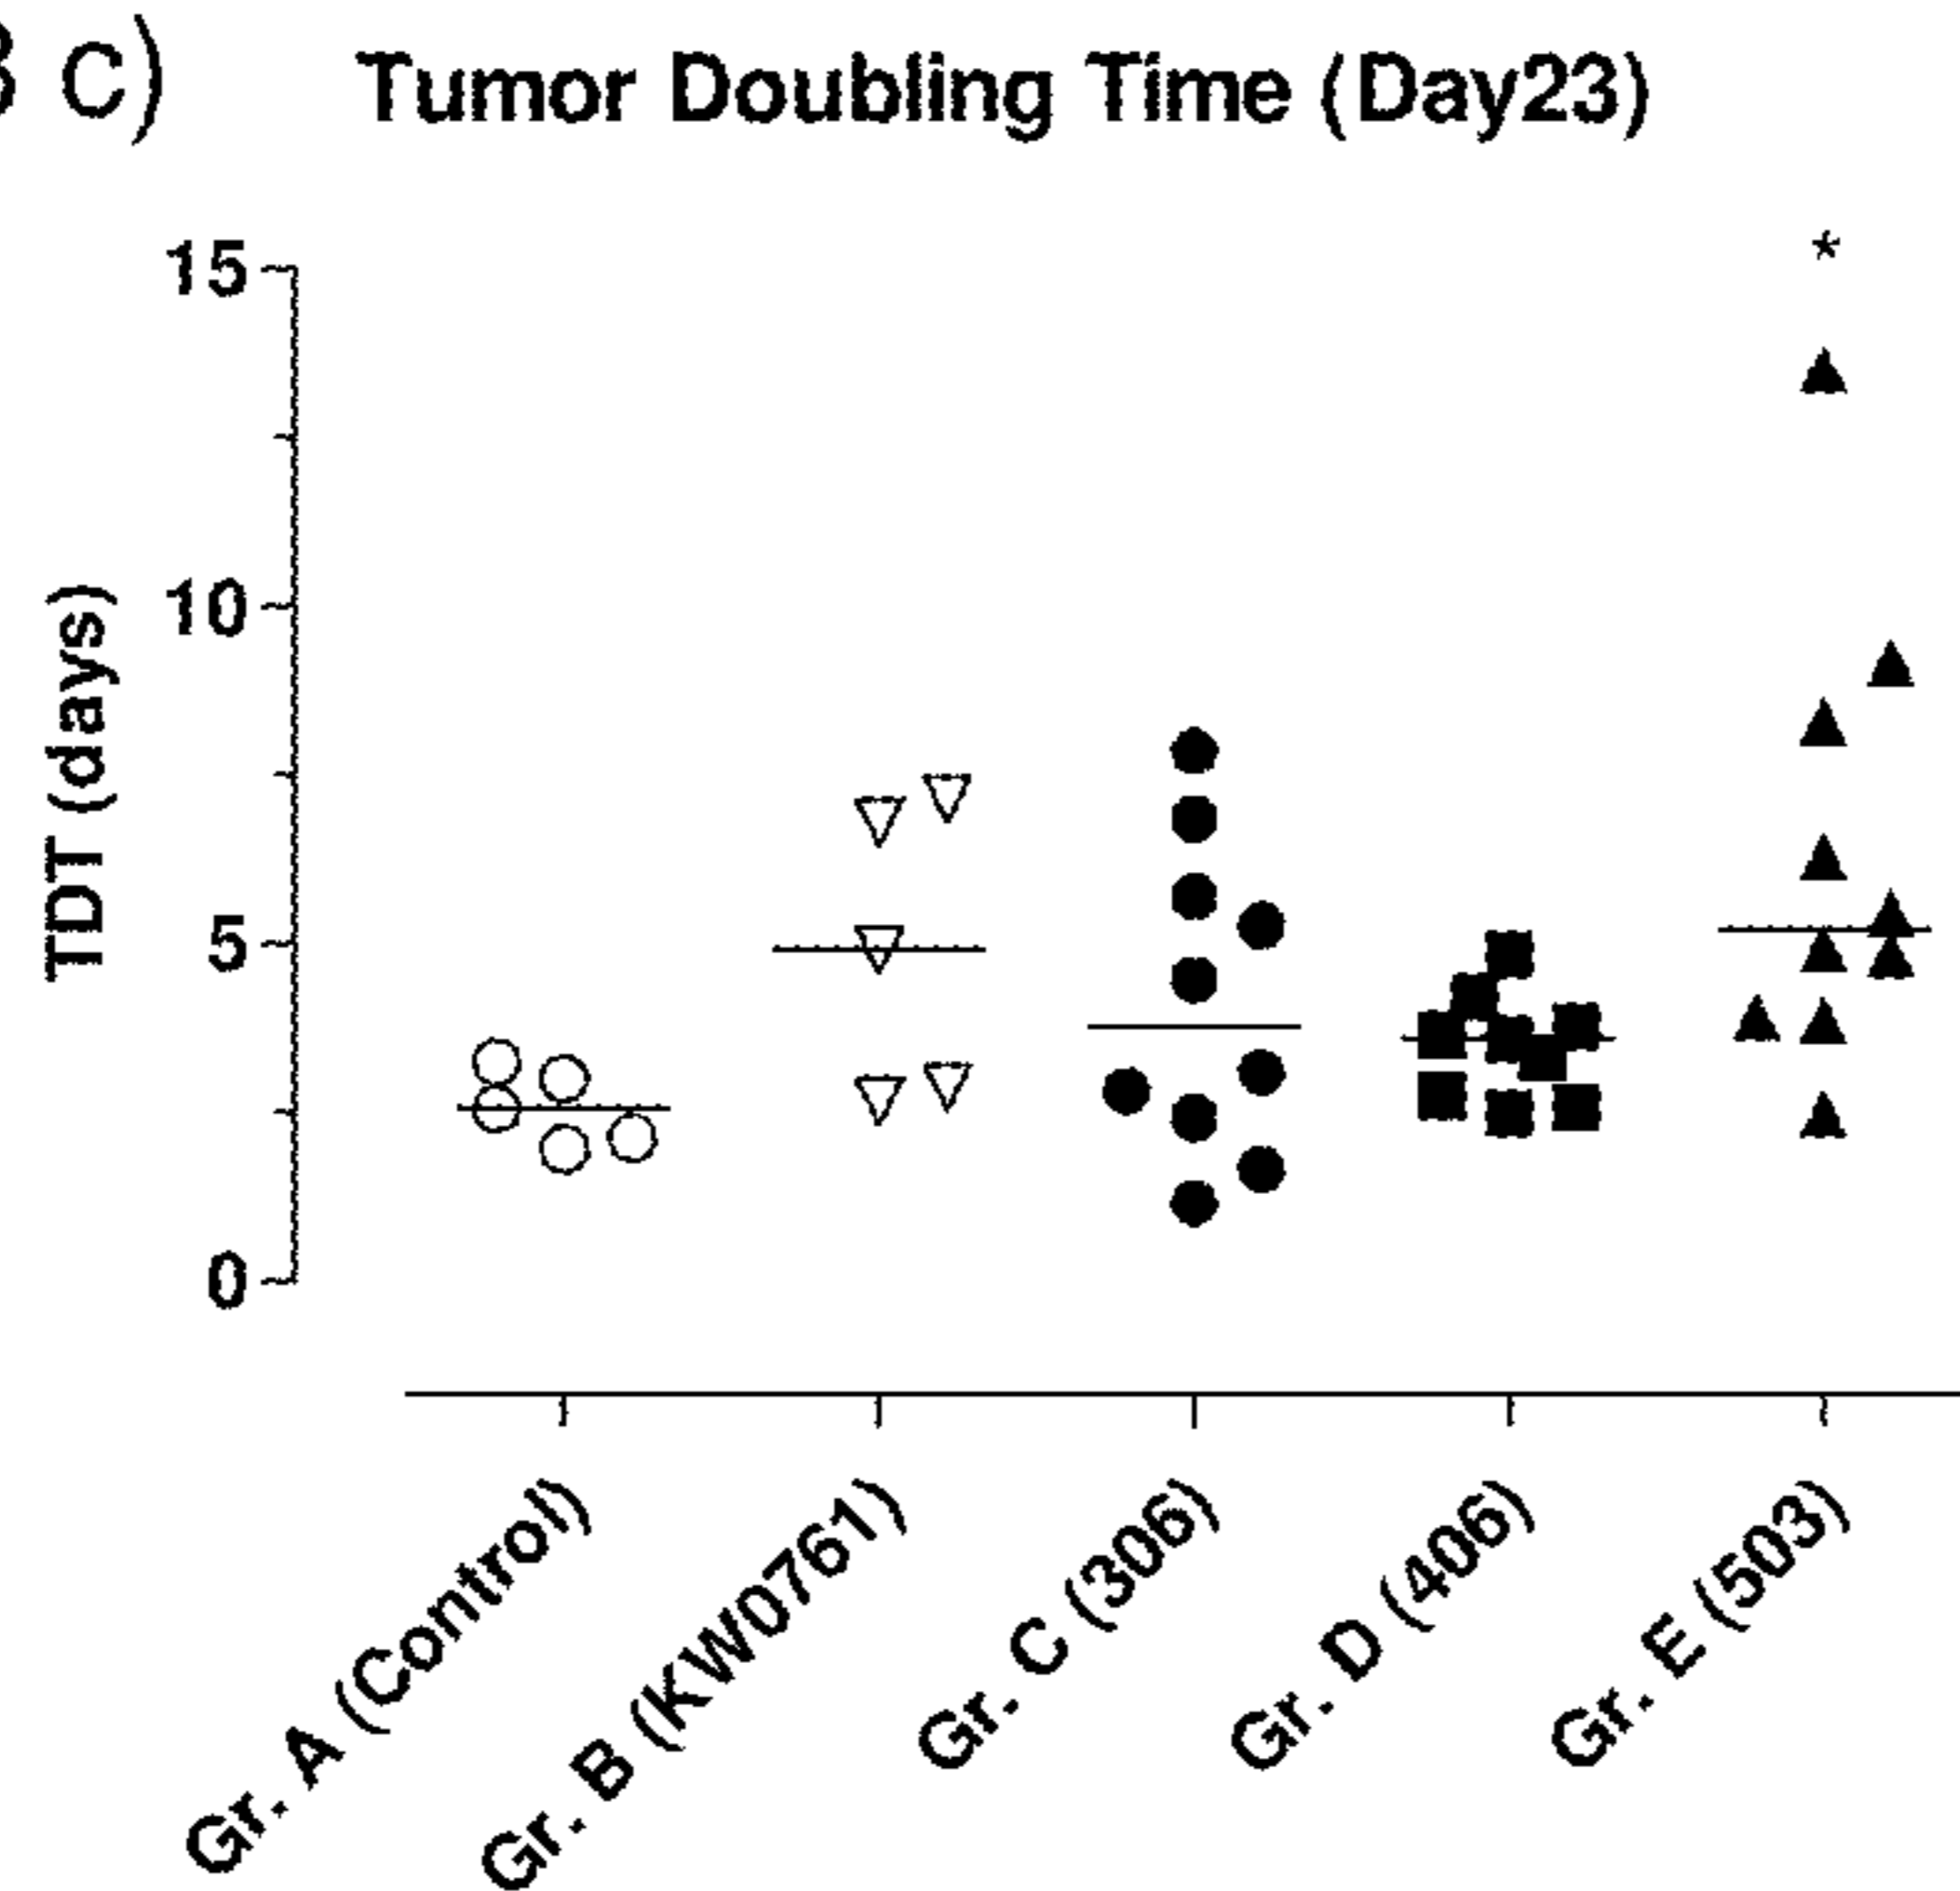 C)
Tumor Doubling Time (Day23)
*
15
10
5
0
TDT (days)
Gr. A (Control)
Gr. B (KW0761)
Gr. C (306)
Gr. D (406)
Gr. E (503)